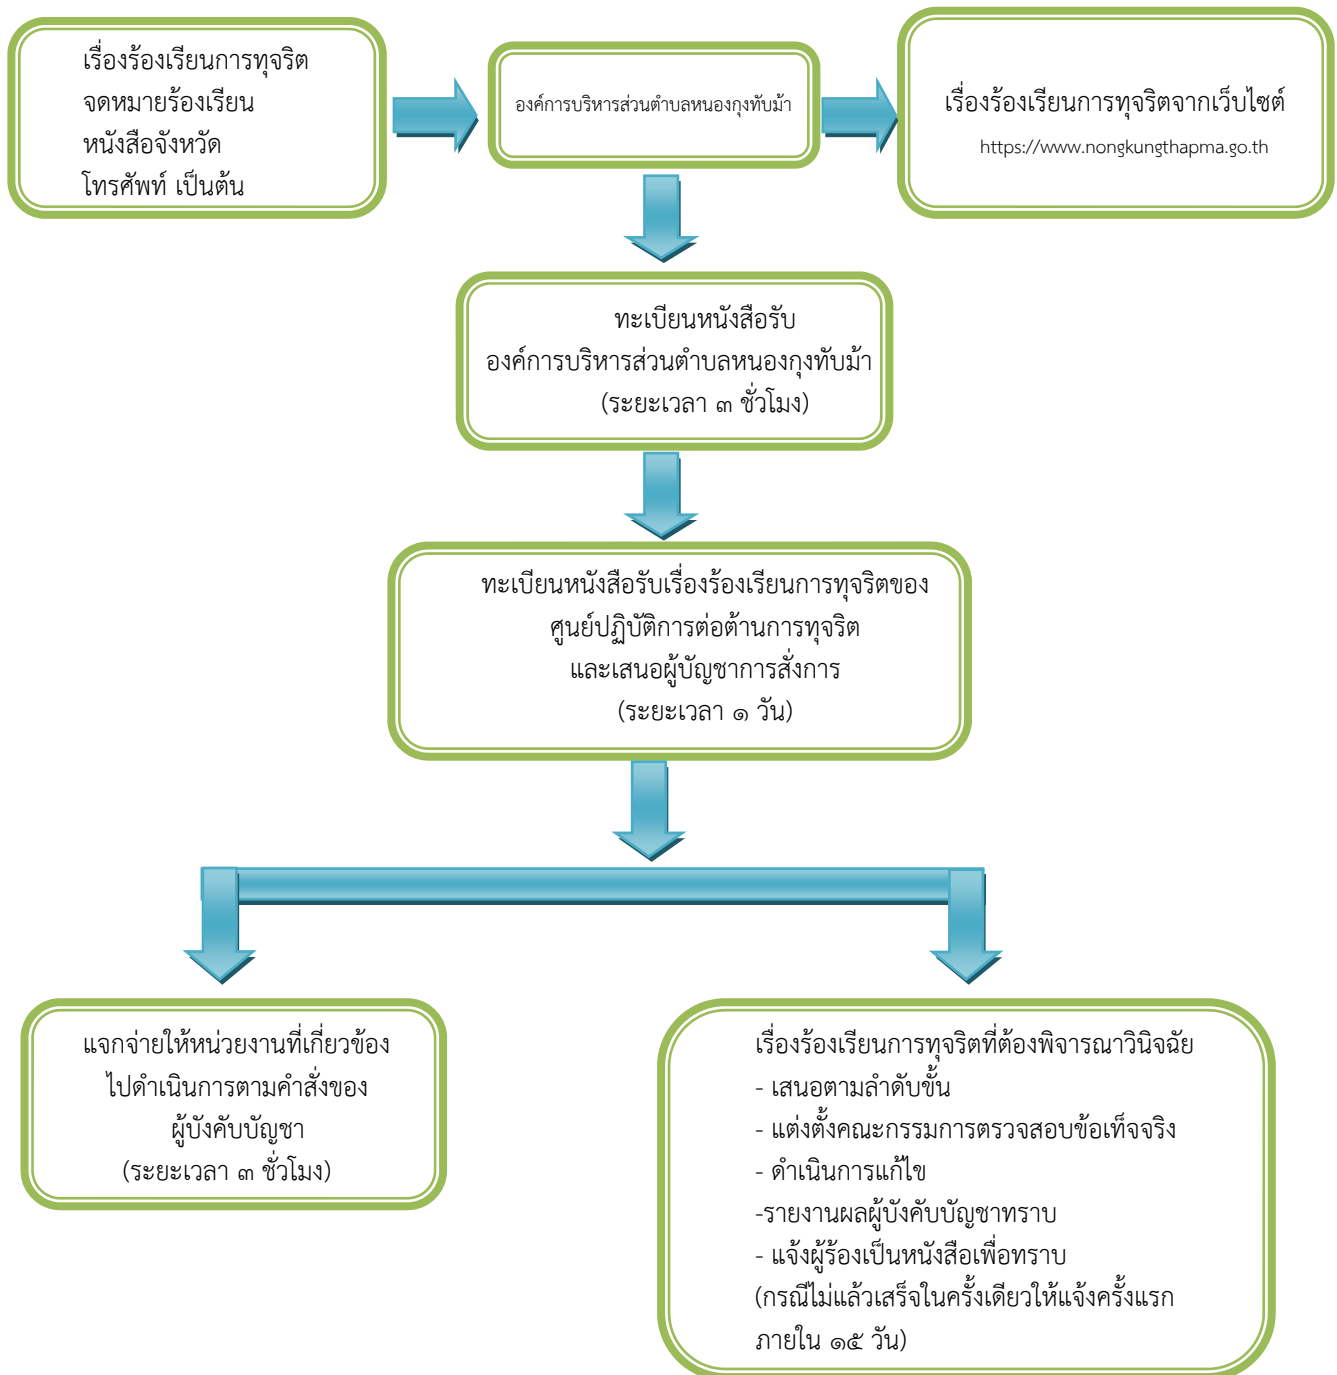 เรื่องร้องเรียนการทุจริต
จดหมายร้องเรียน
หนังสือจังหวัด
โทรศัพท์ เป็นต้น
องค์การบริหารส่วนตำบลหนองกุงทับม้า
เรื่องร้องเรียนการทุจริตจากเว็บไซต์
https://www.nongkungthapma.go.th
ทะเบียนหนังสือรับ
องค์การบริหารส่วนตำบลหนองกุงทับม้า
(ระยะเวลา ๓ ชั่วโมง)
ทะเบียนหนังสือรับเรื่องร้องเรียนการทุจริตของ
ศูนย์ปฏิบัติการต่อต้านการทุจริต
และเสนอผู้บัญชาการสั่งการ
(ระยะเวลา ๑ วัน)
แจกจ่ายให้หน่วยงานที่เกี่ยวข้อง
ไปดำเนินการตามคำสั่งของ
ผู้บังคับบัญชา
(ระยะเวลา ๓ ชั่วโมง)
เรื่องร้องเรียนการทุจริตที่ต้องพิจารณาวินิจฉัย
- เสนอตามลำดับขั้น
- แต่งตั้งคณะกรรมการตรวจสอบข้อเท็จจริง
- ดำเนินการแก้ไข
-รายงานผลผู้บังคับบัญชาทราบ
- แจ้งผู้ร้องเป็นหนังสือเพื่อทราบ
(กรณีไม่แล้วเสร็จในครั้งเดียวให้แจ้งครั้งแรก
ภายใน ๑๕ วัน)